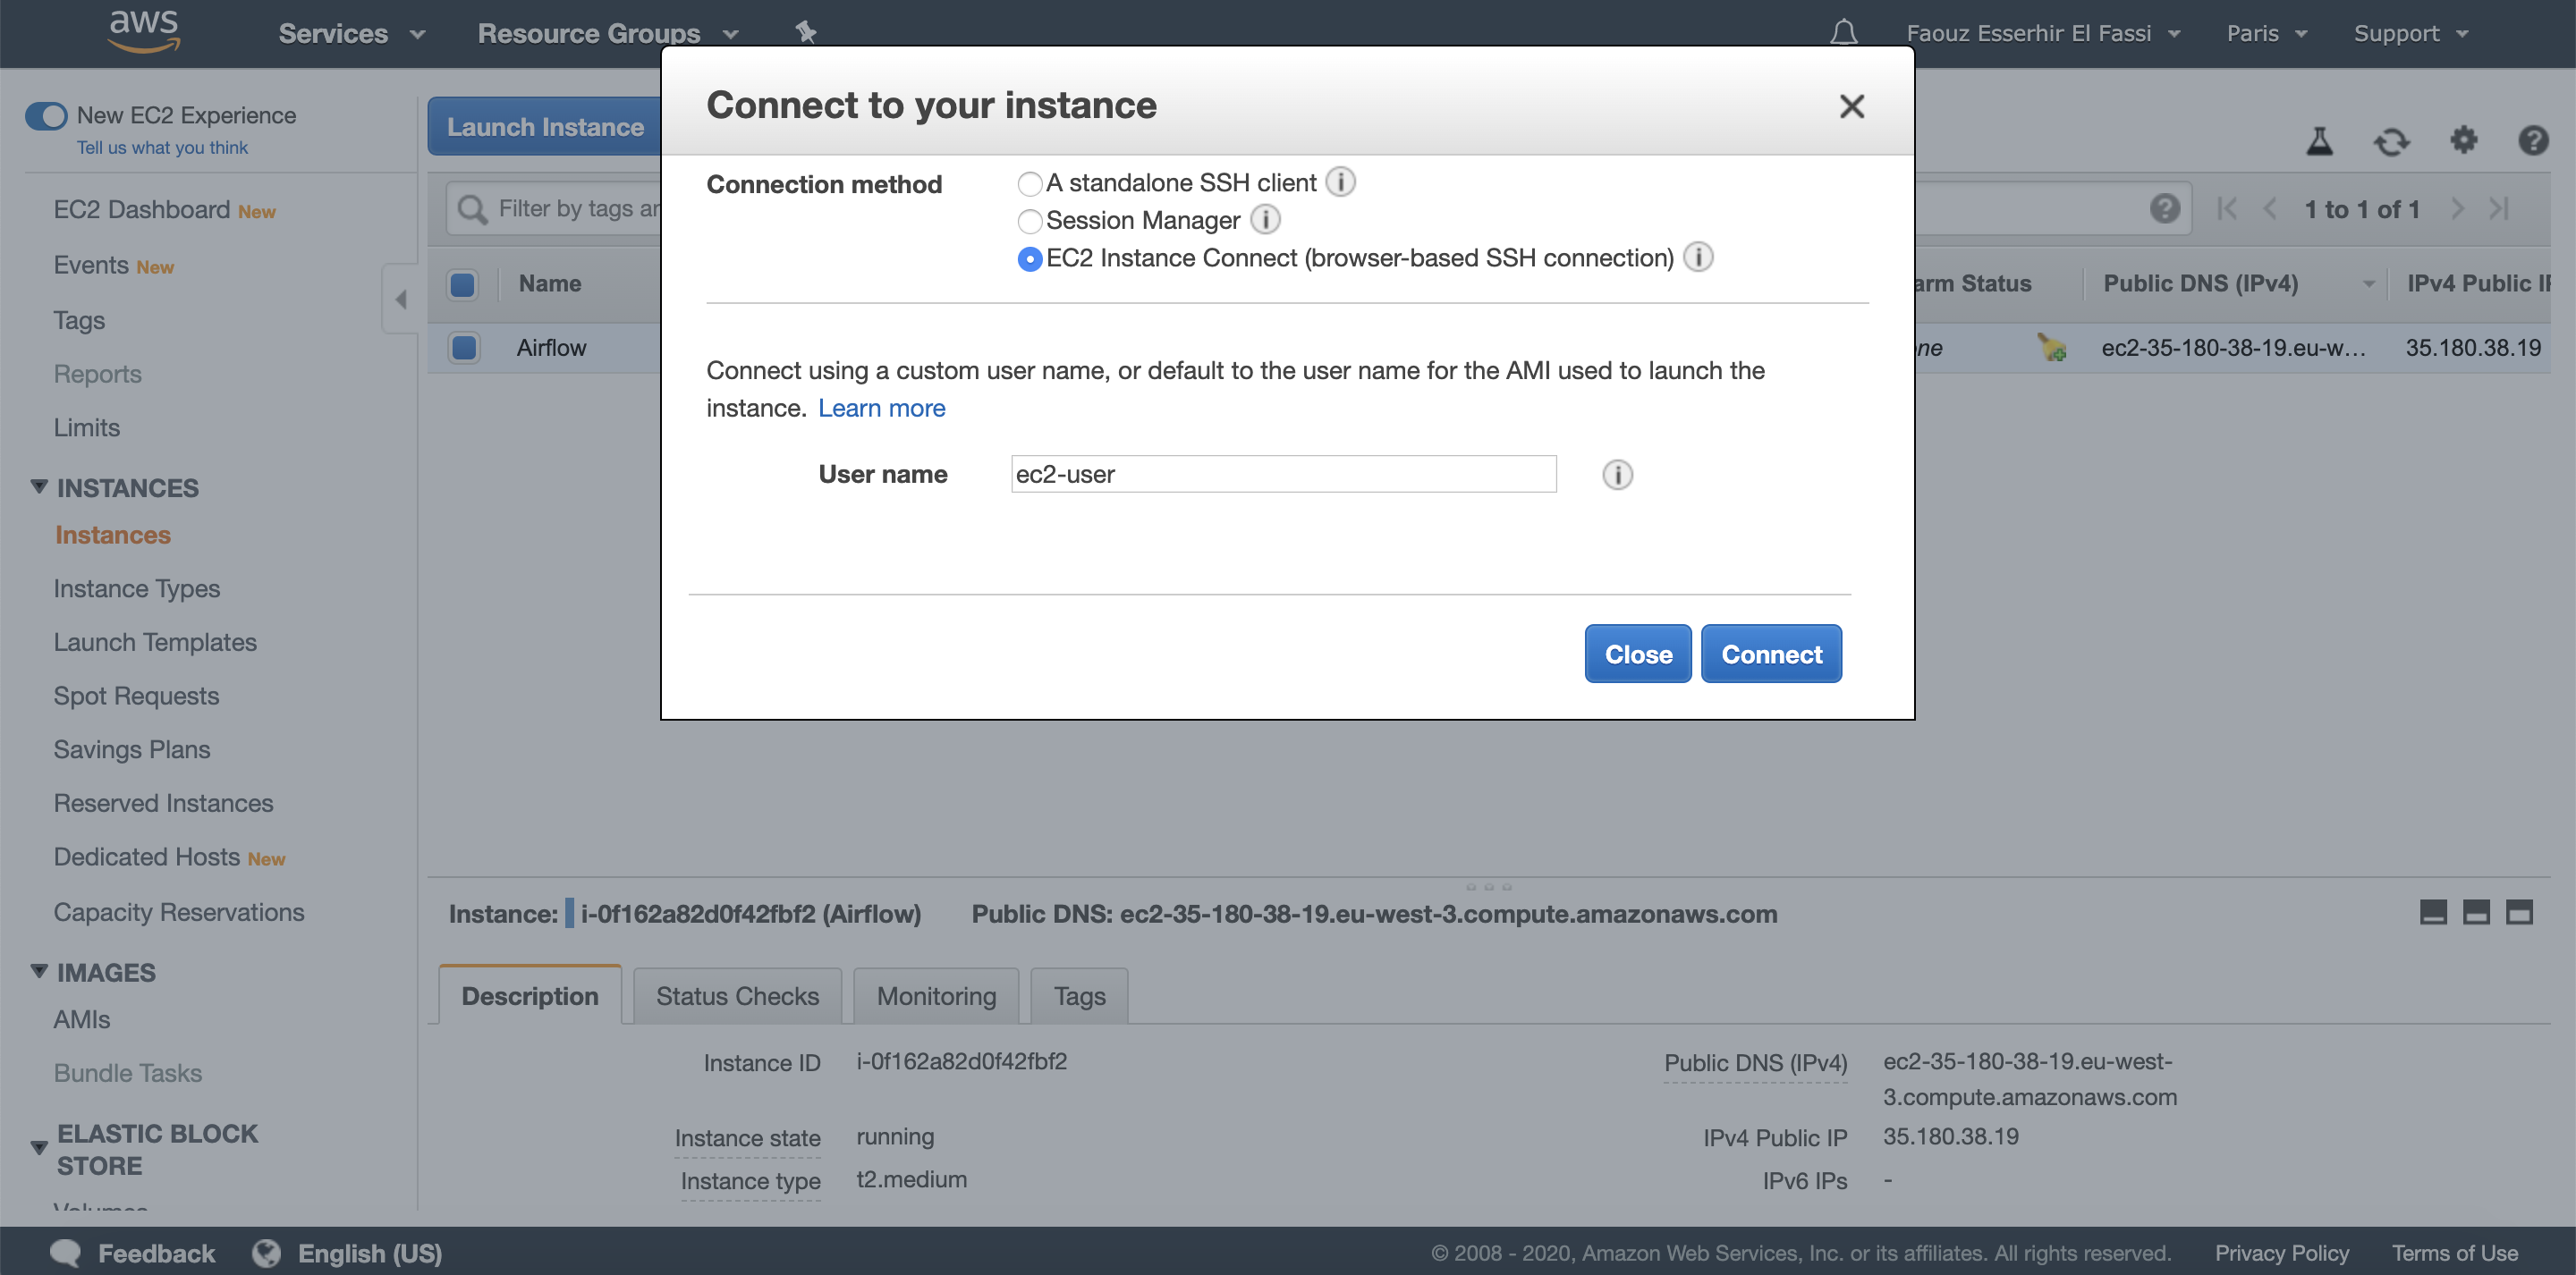 aws
Services
Resource Groups
Faouz Esserhir El Fassi
Paris
Support
New EC2 Experience
Tell us what you think
EC2 Dashboard New
Events New
Tags
Reports
Limits
INSTANCES
Instances
Instance Types
Launch Templates
Spot Requests
Savings Plans
Reserved Instances
Dedicated Hosts New
Capacity Reservations
IMAGES
AMIs
Bundle Tasks
ELASTIC BLOCK
STORE
Volumes
Launch Instance
Filter by tags
1 to 1 of 1
Name
Status
Public DNS (IPv4)
IPv4 Public
Airflow
ec2-35-180-38-19.eu-w...
35.180.38.19
Connect to your instance
Connection method
A standalone SSH client
Session Manager
EC2 Instance Connect (browser-based SSH connection)
Connect using a custom user name, or default to the user name for the AMI used to launch the
instance. Learn more
User name
ec2-user
Close
Connect
Instance: i-0f162a82d0f42fbf2 (Airflow)
Public DNS: ec2-35-180-38-19.eu-west-3.compute.amazonaws.com
Description
Status Checks
Monitoring
Tags
Instance ID
i-0f162a82d0f42fbf2
Instance state
running
Instance type
t2.medium
Public DNS (IPv4)
ec2-35-180-38-19.eu-west-
3.compute.amazonaws.com
IPv4 Public IP
35.180.38.19
IPv6 IPs
-
Feedback
English (US)
© 2008 - 2020, Amazon Web Services, Inc. or its affiliates. All rights reserved.
Privacy Policy
Terms of Use